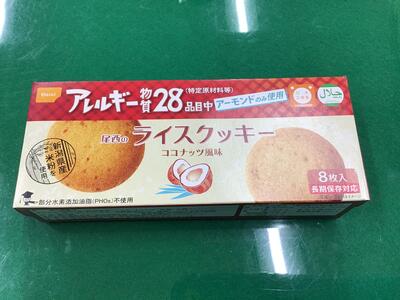 Onisi
アレルギー物質28品目中
(特定原材料等)
アーモンドのみ使用
حلال
尾西の
ライスクッキー
ココナッツ風味
新潟県産
米粉を
使用
8枚入
長期保存対応
部分水素添加油脂(PHOs)不使用